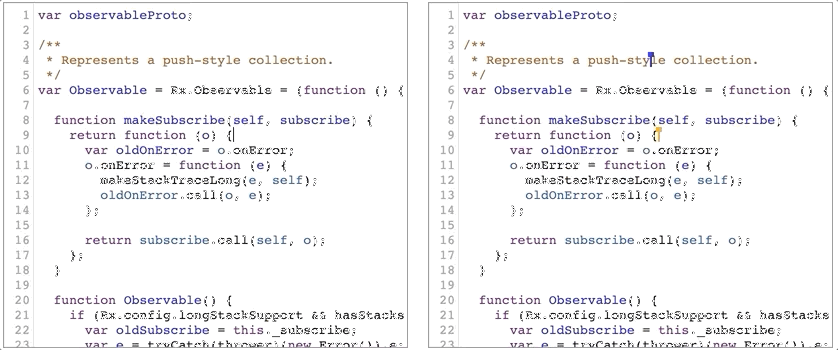 1 var observableProto;
2
3 /**
4  * Represents a push-style collection.
5  */
6 var Observable = Rx.Observable = (function () {
7
8   function makeSubscribe(self, subscribe) {
9     return function (o) {
10       var oldOnError = o.onError;
11       o.onError = function (e) {
12         makeStackTraceLong(e, self);
13         oldOnError.call(o, e);
14       };
15
16       return subscribe.call(self, o);
17     };
18   }
19
20   function Observable() {
21     if (Rx.config.longStackSupport && hasStacks
22       var oldSubscribe = this._subscribe;
23       var e = tryCatch(thrower)(new Error()).e;
1 var observableProto;
2
3 /**
4  * Represents a push-style collection.
5  */
6 var Observable = Rx.Observable = (function () {
7
8   function makeSubscribe(self, subscribe) {
9     return function (o) {
10       var oldOnError = o.onError;
11       o.onError = function (e) {
12         makeStackTraceLong(e, self);
13         oldOnError.call(o, e);
14       };
15
16       return subscribe.call(self, o);
17     };
18   }
19
20   function Observable() {
21     if (Rx.config.longStackSupport && hasStacks
22       var oldSubscribe = this._subscribe;
23       var e = tryCatch(thrower)(new Error()).e;